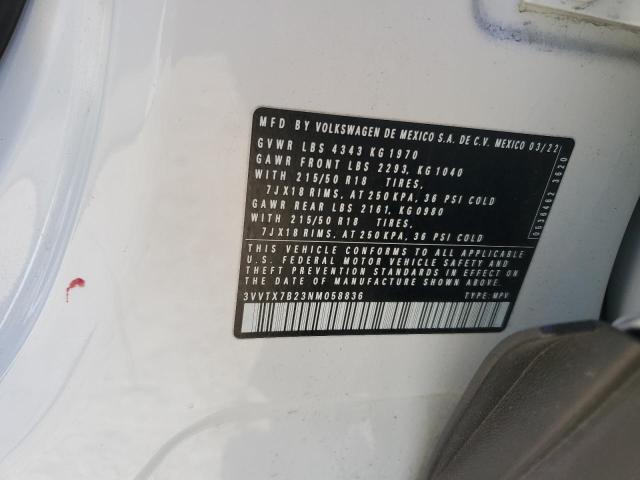 MFD BY VOLKSWAGEN DE MEXICO S.A. DE C.V. MEXICO 03/22
GVWR LBS 4343 KG 1970
GAWR FRONT LBS 2293, KG 1040
WITH 215/50 R18 TIRES,
7JX18 RIMS, AT 250 KPA, 36 PSI COLD
GAWR REAR LBS 2161, KG 0980
WITH 215/50 R18 TIRES,
7JX18 RIMS, AT 250 KPA, 36 PSI COLD
THIS VEHICLE CONFORMS TO ALL APPLICABLE
U.S. FEDERAL MOTOR VEHICLE SAFETY AND
THEFT PREVENTION STANDARDS IN EFFECT ON
THE DATE OF MANUFACTURE SHOWN ABOVE.
3VVTX7B23NM058836 TYPE: MPV
0636462 3620